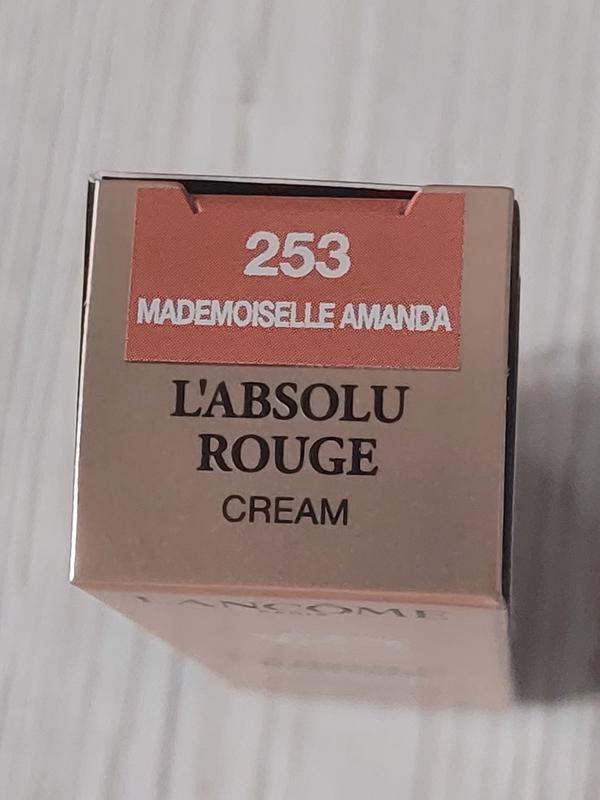 253
MADEMOISELLE AMANDA
L'ABSOLU
ROUGE
CREAM
LANCÔME